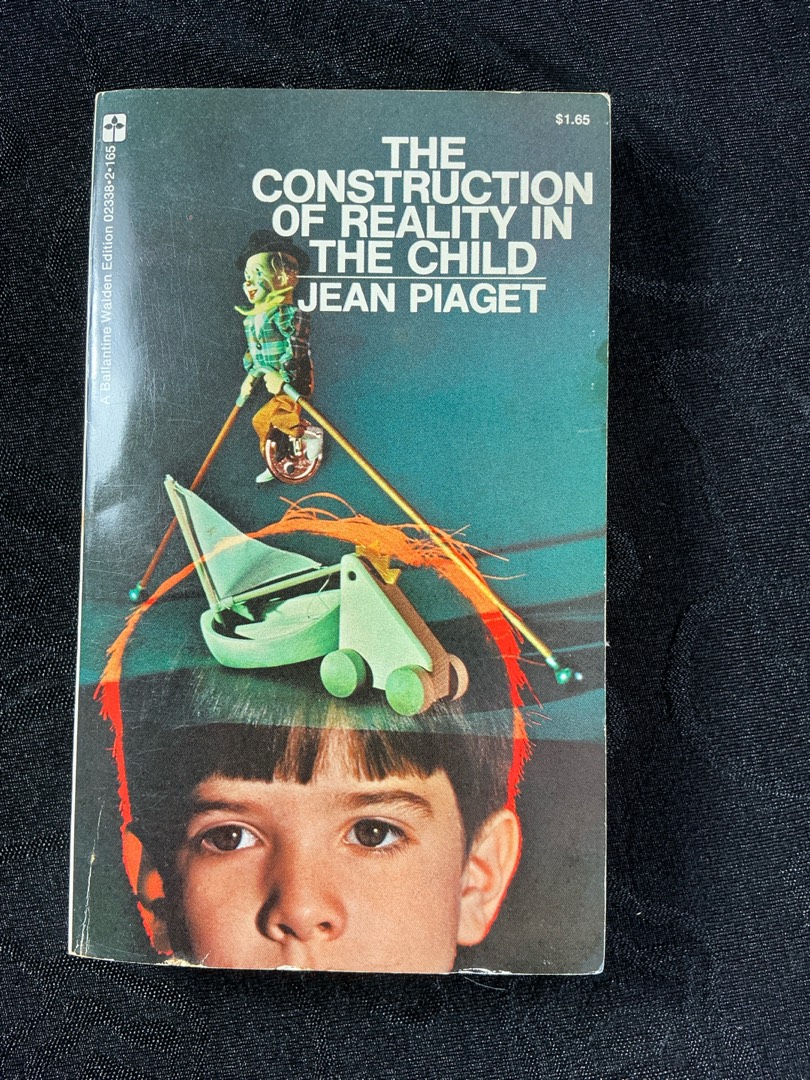 $1.65
THE
CONSTRUCTION
OF REALITY IN
THE CHILD
JEAN PIAGET
A Ballantine Walden Edition 02338•2•165